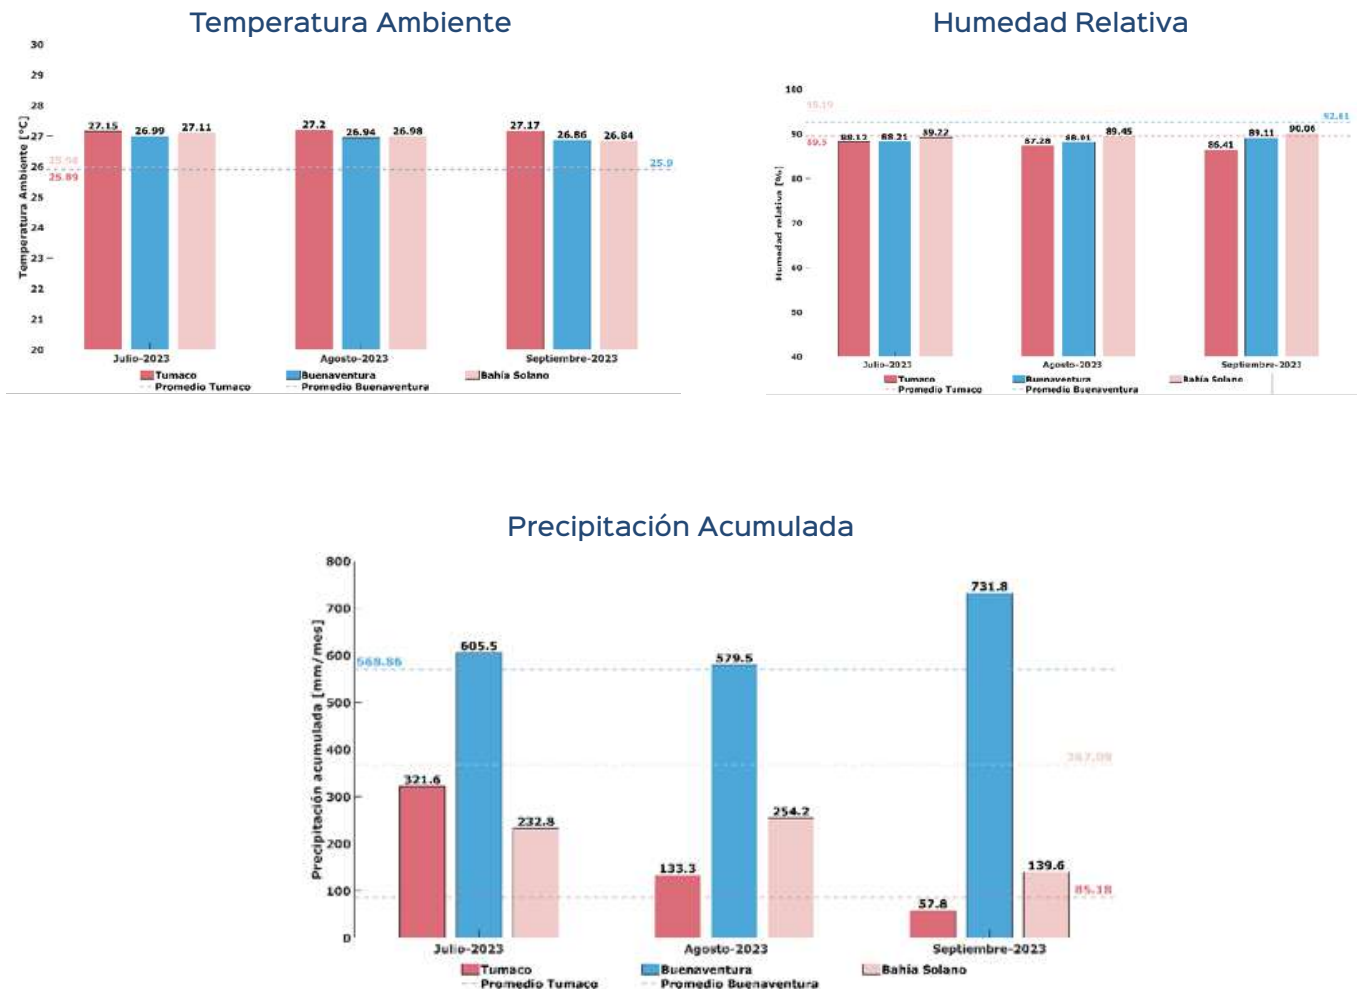 Temperatura Ambiente
30
29
28
27
26
25
24
23
22
21
20
Temperatura Ambiente [°C]
27.15 26.99 27.11
27.2 26.94 26.98
27.17 26.86 26.84
25.89
25.9
Julio-2023 Agosto-2023 Septiembre-2023
Tumaco Buenaventura Bahía Solano
Promedio Tumaco Promedio Buenaventura
Humedad Relativa
100
90
80
70
60
50
40
Humedad relativa [%]
88.21 89.22
87.28 89.45
86.41 89.11 90.06
89.5
Julio-2023 Agosto-2023 Septiembre-2023
Tumaco Buenaventura Bahía Solano
Promedio Tumaco Promedio Buenaventura
Precipitación Acumulada
800
700
600
500
400
300
200
100
0
Precipitación acumulada [mm/mes]
321.6 605.5 232.8
133.3 579.5 254.2
57.8 731.8 139.6
85.18
Julio-2023 Agosto-2023 Septiembre-2023
Tumaco Buenaventura Bahía Solano
Promedio Tumaco Promedio Buenaventura